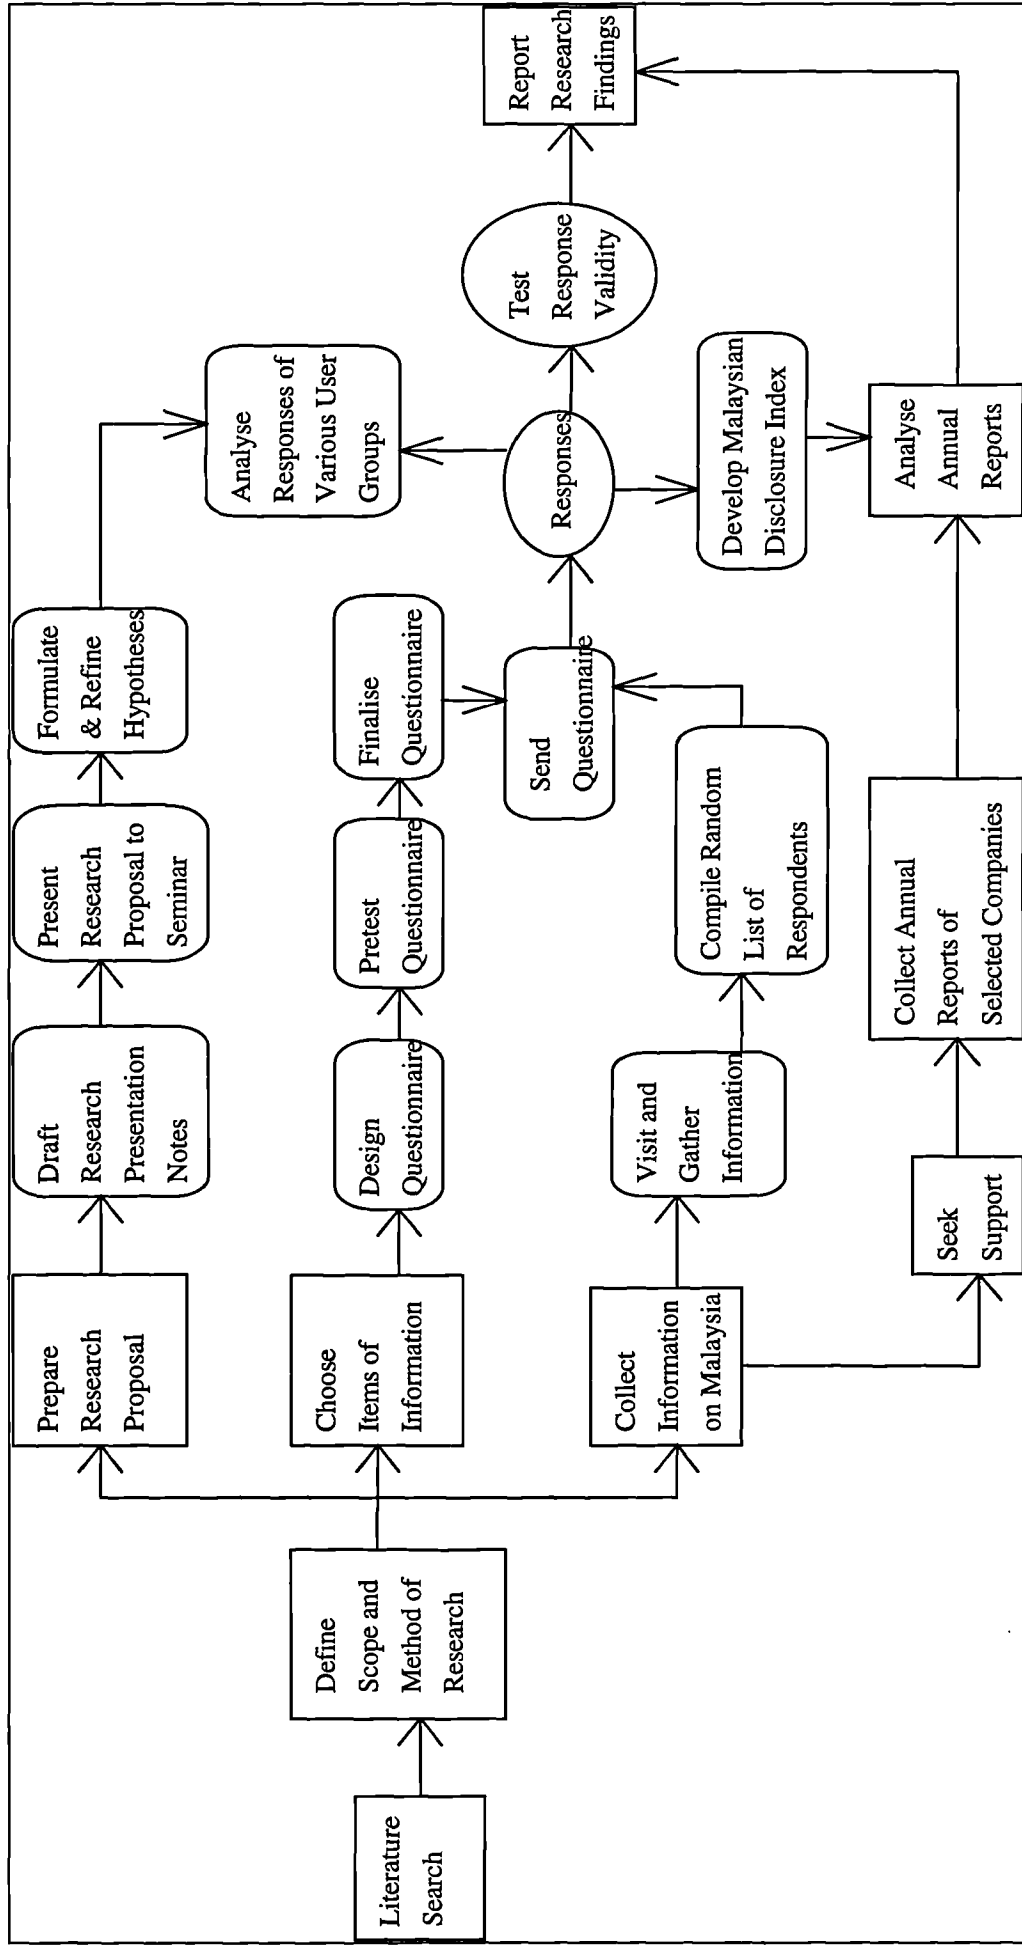 Literature
Search
Define
Scope and
Method of
Research
Prepare
Research
Proposal
Draft
Research
Presentation
Notes
Present
Research
Proposal to
Seminar
Formulate
& Refine
Hypotheses
Analyse
Responses of
Various User
Groups
Choose
Items of
Information
Design
Questionnaire
Pretest
Questionnaire
Finalise
Questionnaire
Send
Questionnaire
Responses
Test
Response
Validity
Report
Research
Findings
Collect
Information
on Malaysia
Visit and
Gather
Information
Compile Random
List of
Respondents
Develop Malaysian
Disclosure Index
Seek
Support
Collect Annual
Reports of
Selected Companies
Analyse
Annual
Reports